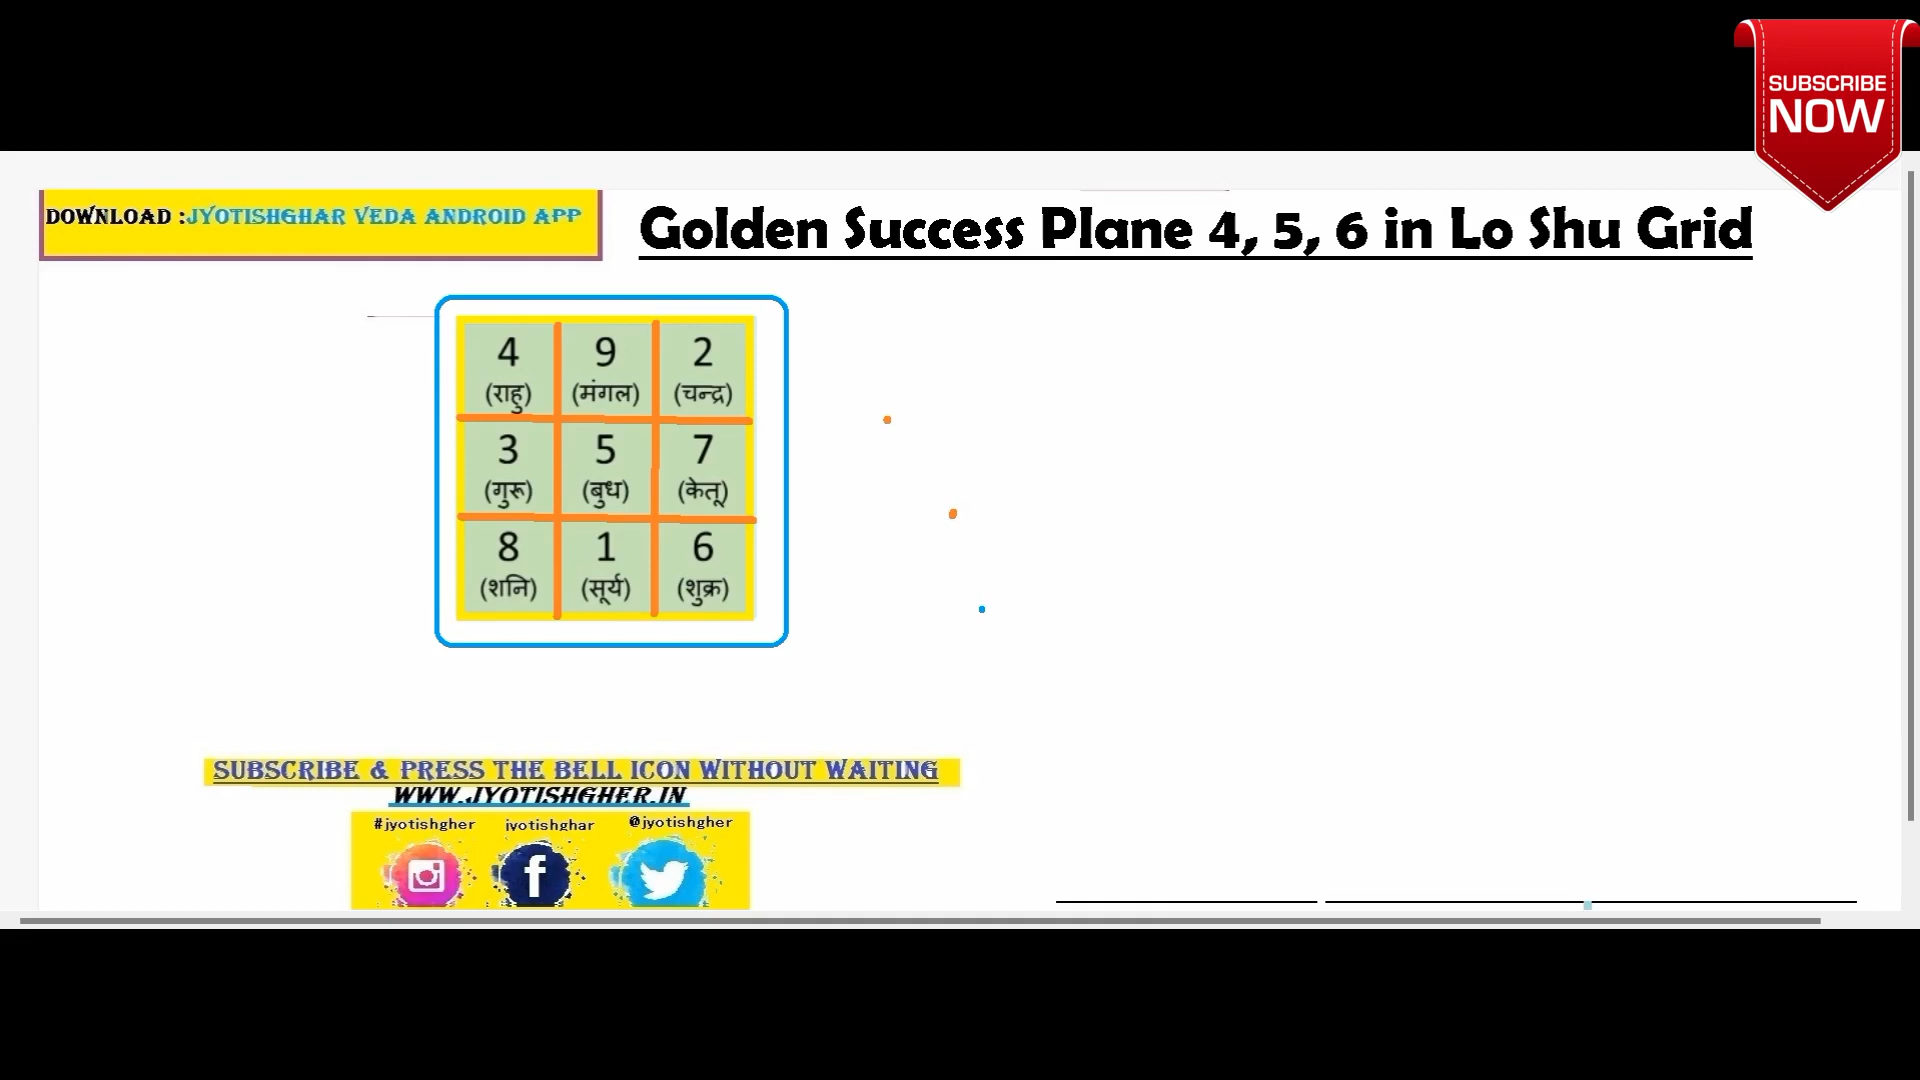 SUBSCRIBE
NOW
DOWNLOAD :JYOTISHGHAR VEDA ANDROID APP
Golden Success Plane 4, 5, 6 in Lo Shu Grid
4 9 2
(राहु) (मंगल) (चन्द्र)
3 5 7
(गुरू) (बुध) (केतू)
8 1 6
(शनि) (सूर्य) (शुक्र)
SUBSCRIBE & PRESS THE BELL ICON WITHOUT WAITING
WWW.JYOTISHGHER.IN
#jyotishgher jyotishghar @jyotishgher